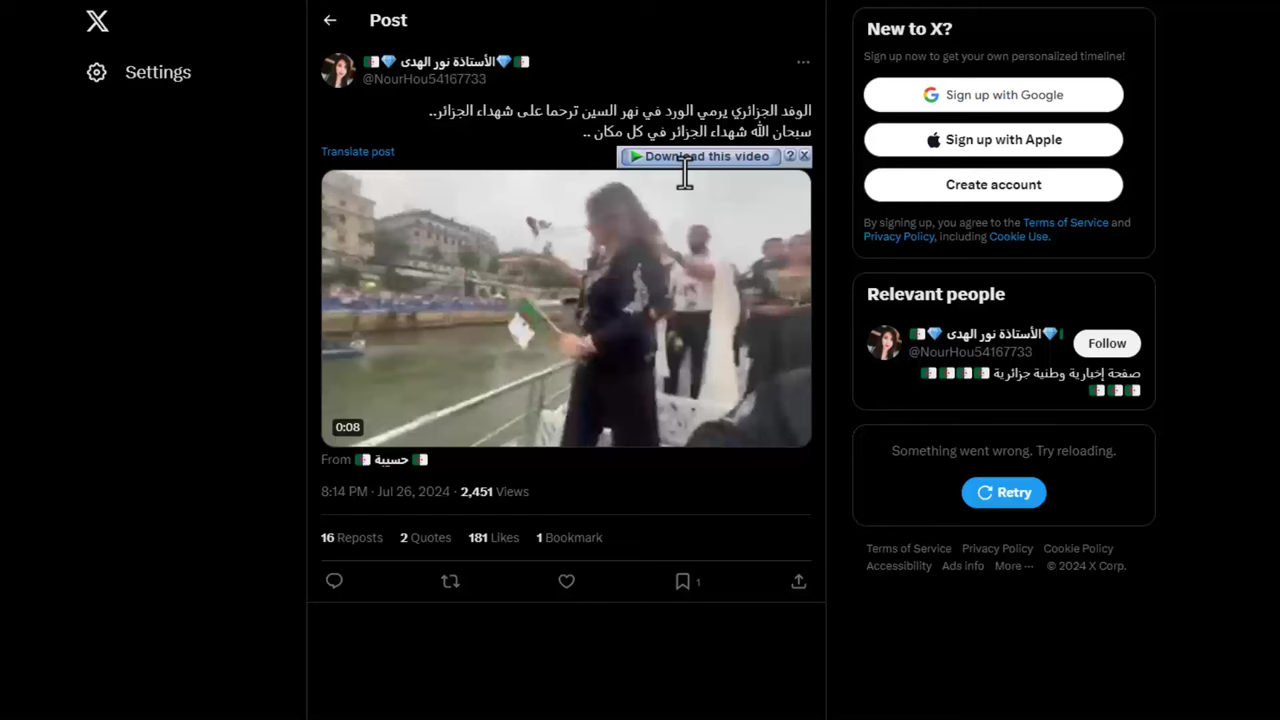 Post
Settings
🇩🇿💎الأستاذة نور الهدى💎🇩🇿
@NourHou54167733
الوفد الجزائري يرمي الورد في نهر السين ترحما على شهداء الجزائر..
سبحان الله شهداء الجزائر في كل مكان ..
Translate post
Download this video
0:08
From 🇩🇿 حسيبة 🇩🇿
8:14 PM · Jul 26, 2024 · 2,451 Views
16 Reposts 2 Quotes 181 Likes 1 Bookmark
1
New to X?
Sign up now to get your own personalized timeline!
Sign up with Google
Sign up with Apple
Create account
By signing up, you agree to the Terms of Service and
Privacy Policy, including Cookie Use.
Relevant people
🇩🇿💎الأستاذة نور الهدى💎
@NourHou54167733
Follow
صفحة إخبارية وطنية جزائرية 🇩🇿🇩🇿🇩🇿🇩🇿
🇩🇿🇩🇿🇩🇿
Something went wrong. Try reloading.
Retry
Terms of Service Privacy Policy Cookie Policy
Accessibility Ads info More ··· © 2024 X Corp.